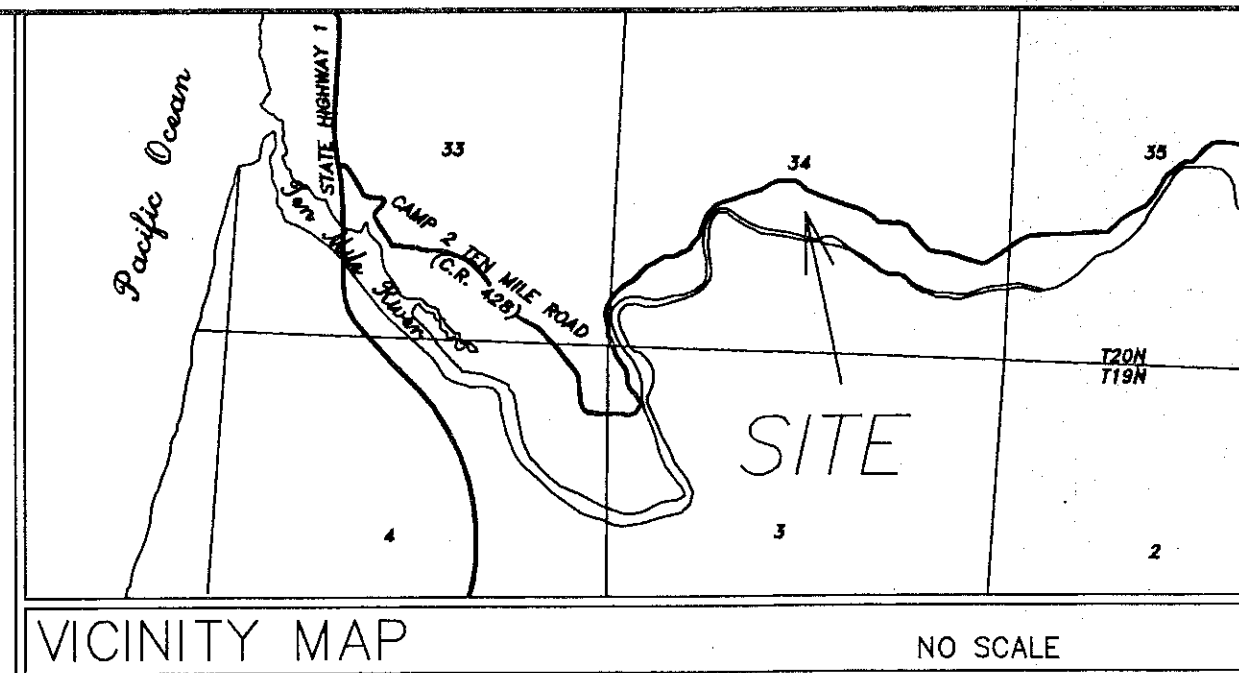 Pacific Ocean
STATE HIGHWAY 1
33
34
35
Ten Mile River
CAMP 2 TEN MILE ROAD
(C.R. 428)
T20N
T19N
SITE
4
3
2
VICINITY MAP
NO SCALE